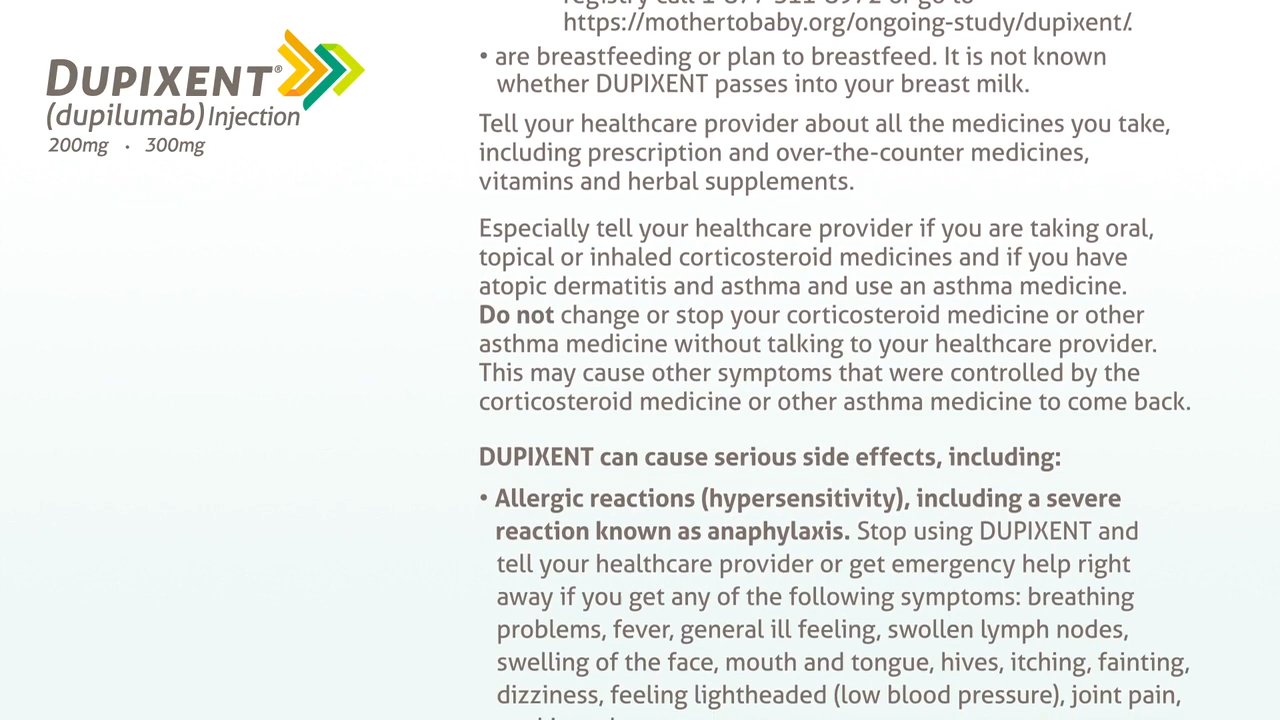 DUPIXENT®
(dupilumab) Injection
200mg · 300mg
https://mothertobaby.org/ongoing-study/dupixent/.
• are breastfeeding or plan to breastfeed. It is not known
whether DUPIXENT passes into your breast milk.
Tell your healthcare provider about all the medicines you take,
including prescription and over-the-counter medicines,
vitamins and herbal supplements.
Especially tell your healthcare provider if you are taking oral,
topical or inhaled corticosteroid medicines and if you have
atopic dermatitis and asthma and use an asthma medicine.
Do not change or stop your corticosteroid medicine or other
asthma medicine without talking to your healthcare provider.
This may cause other symptoms that were controlled by the
corticosteroid medicine or other asthma medicine to come back.
DUPIXENT can cause serious side effects, including:
• Allergic reactions (hypersensitivity), including a severe
reaction known as anaphylaxis. Stop using DUPIXENT and
tell your healthcare provider or get emergency help right
away if you get any of the following symptoms: breathing
problems, fever, general ill feeling, swollen lymph nodes,
swelling of the face, mouth and tongue, hives, itching, fainting,
dizziness, feeling lightheaded (low blood pressure), joint pain,